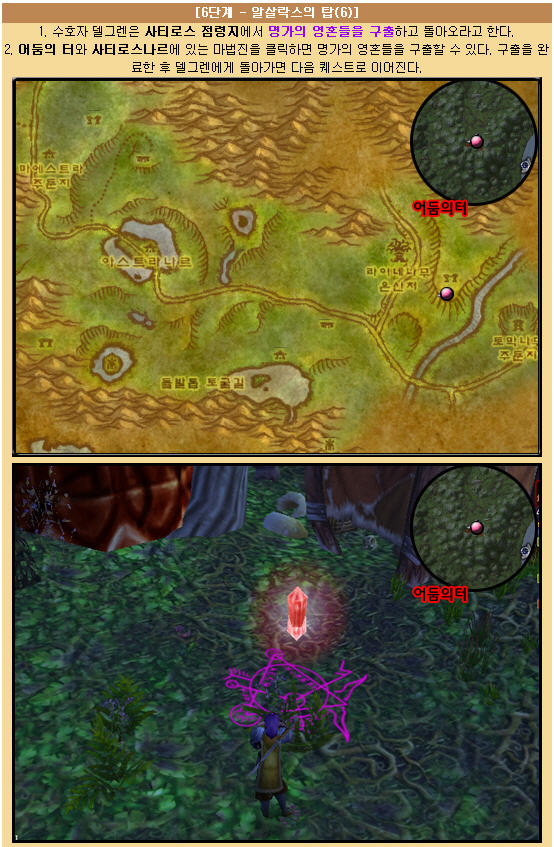 [6단계 - 알살락스의 탑(6)]
1. 수호자 델그렌은 사티로스 점령지에서 명가의 영혼들을 구출하고 돌아오라고 한다.
2. 어둠의 터와 사티로스나르에 있는 마법진을 클릭하면 명가의 영혼들을 구출할 수 있다. 구출을 완
료한 후 델그렌에게 돌아가면 다음 퀘스트로 이어진다.
어둠의터
마에스트라
주둔지
아스트라나르
라이네나무
은신처
주둔지
돌발톱 토굴길
어둠의터